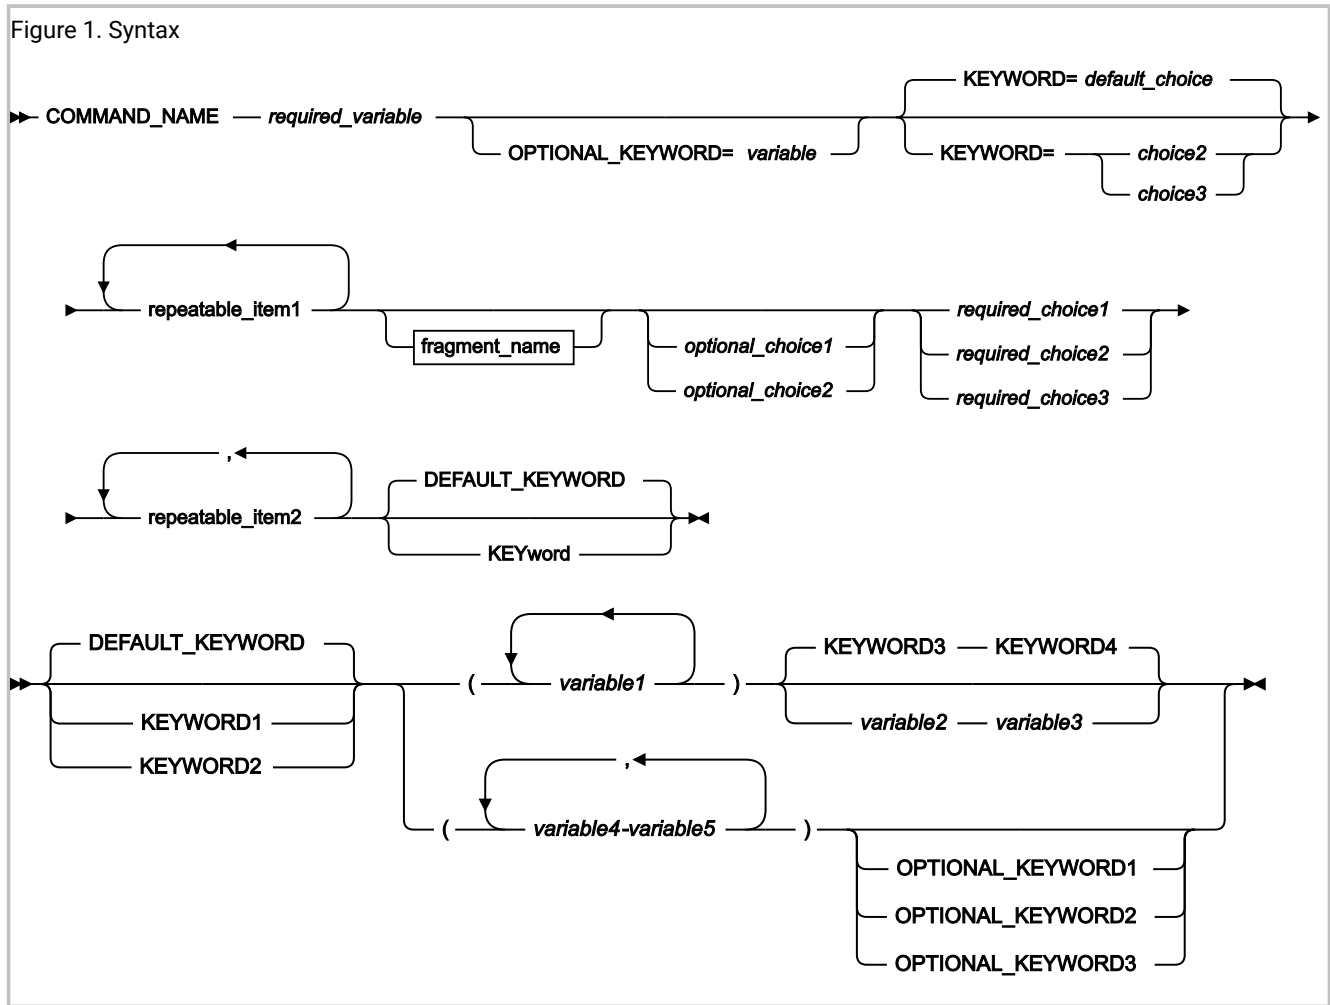 Figure 1. Syntax
KEYWORD= default_choice
COMMAND_NAME required_variable
OPTIONAL_KEYWORD= variable KEYWORD= choice2
choice3
repeatable_item1 required_choice1
fragment_name optional_choice1 required_choice2
optional_choice2 required_choice3
,
DEFAULT_KEYWORD
repeatable_item2
KEYword
DEFAULT_KEYWORD KEYWORD3 KEYWORD4
( variable1 )
KEYWORD1 variable2 variable3
KEYWORD2
,
( variable4-variable5 )
OPTIONAL_KEYWORD1
OPTIONAL_KEYWORD2
OPTIONAL_KEYWORD3